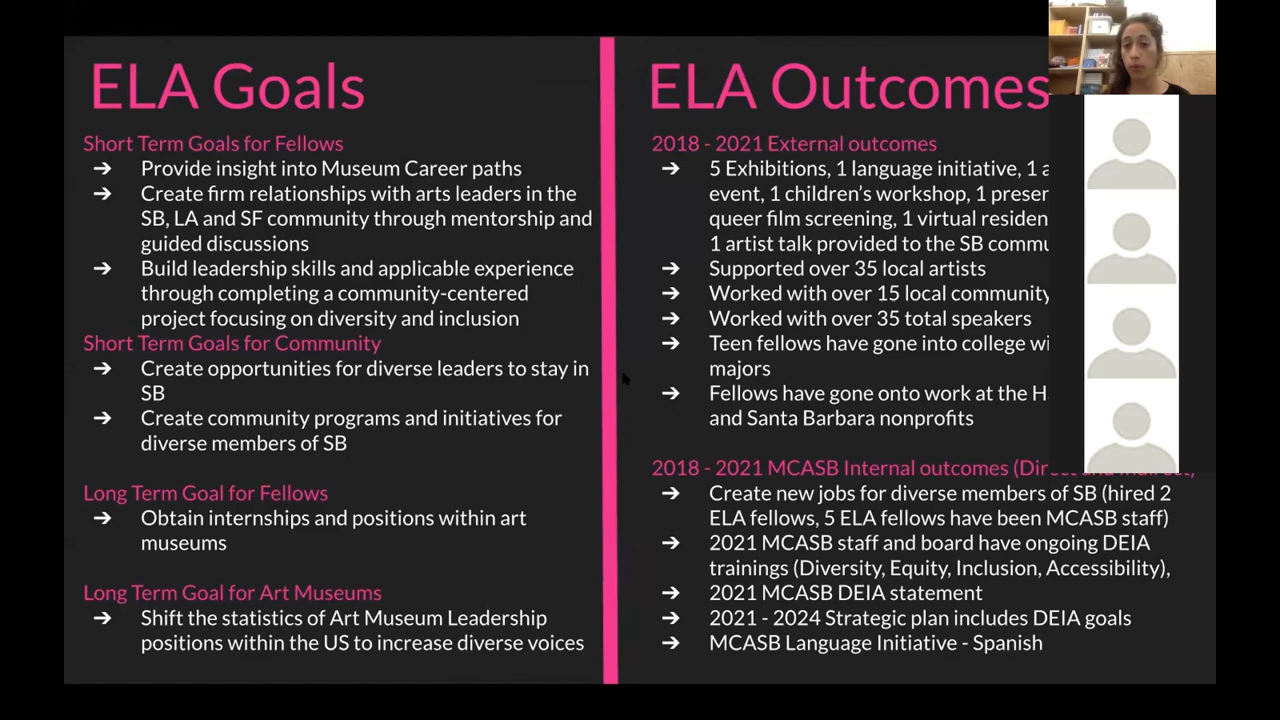 ELA Goals
Short Term Goals for Fellows
➔ Provide insight into Museum Career paths
➔ Create firm relationships with arts leaders in the
SB, LA and SF community through mentorship and
guided discussions
➔ Build leadership skills and applicable experience
through completing a community-centered
project focusing on diversity and inclusion
Short Term Goals for Community
➔ Create opportunities for diverse leaders to stay in
SB
➔ Create community programs and initiatives for
diverse members of SB
Long Term Goal for Fellows
➔ Obtain internships and positions within art
museums
Long Term Goal for Art Museums
➔ Shift the statistics of Art Museum Leadership
positions within the US to increase diverse voices
ELA Outcomes
2018 - 2021 External outcomes
➔ 5 Exhibitions, 1 language initiative, 1
event, 1 children's workshop, 1
queer film screening, 1 virtual
1 artist talk provided to the SB
➔ Supported over 35 local artists
➔ Worked with over 15 local community
➔ Worked with over 35 total speakers
➔ Teen fellows have gone into college
majors
➔ Fellows have gone onto work at the
and Santa Barbara nonprofits
2018 - 2021 MCASB Internal outcomes
➔ Create new jobs for diverse members of SB (hired 2
ELA fellows, 5 ELA fellows have been MCASB staff)
➔ 2021 MCASB staff and board have ongoing DEIA
trainings (Diversity, Equity, Inclusion, Accessibility),
➔ 2021 MCASB DEIA statement
➔ 2021 - 2024 Strategic plan includes DEIA goals
➔ MCASB Language Initiative - Spanish